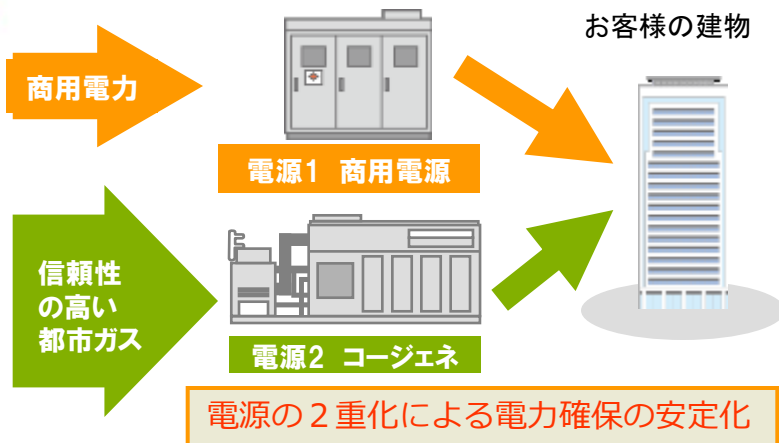 お客様の建物
商用電力
電源1 商用電源
信頼性
の高い
都市ガス
電源2 コージェネ
電源の２重化による電力確保の安定化